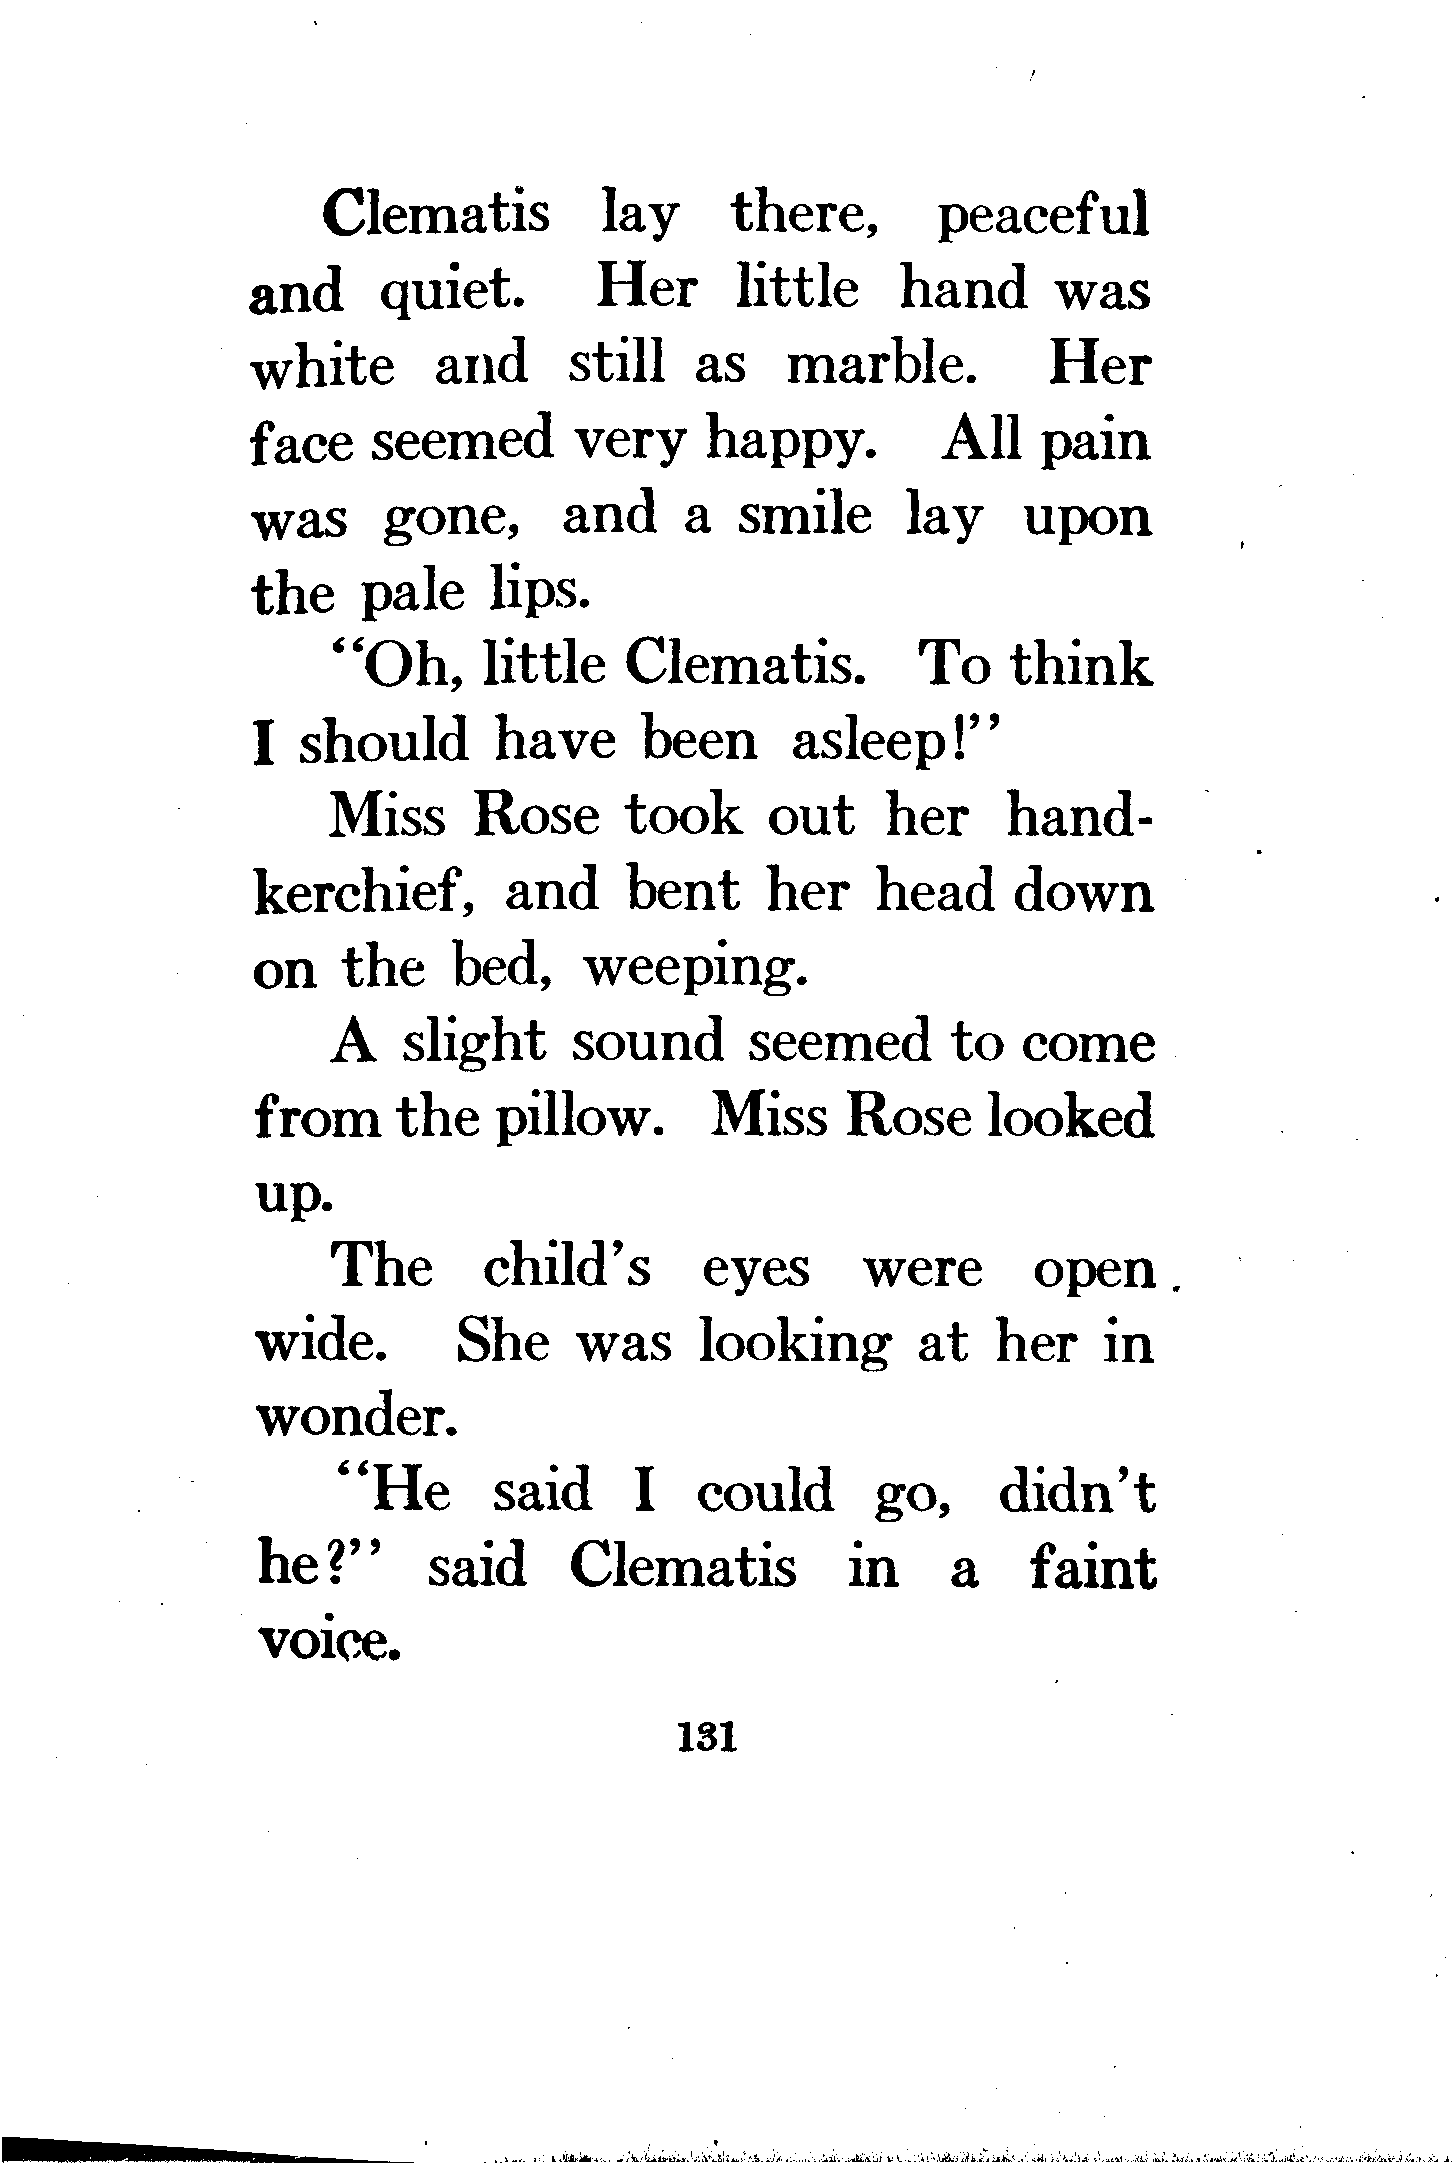 Clematis lay there, peaceful
and quiet. Her little hand was
white and still as marble. Her
face seemed very happy. All pain
was gone, and a smile lay upon
the pale lips.
“Oh, little Clematis. To think
I should have been asleep!”
Miss Rose took out her hand-
kerchief, and bent her head down
on the bed, weeping.
A slight sound seemed to come
from the pillow. Miss Rose looked
up.
The child’s eyes were open
wide. She was looking at her in
wonder.
“He said I could go, didn’t
he?” said Clematis in a faint
voice.
131